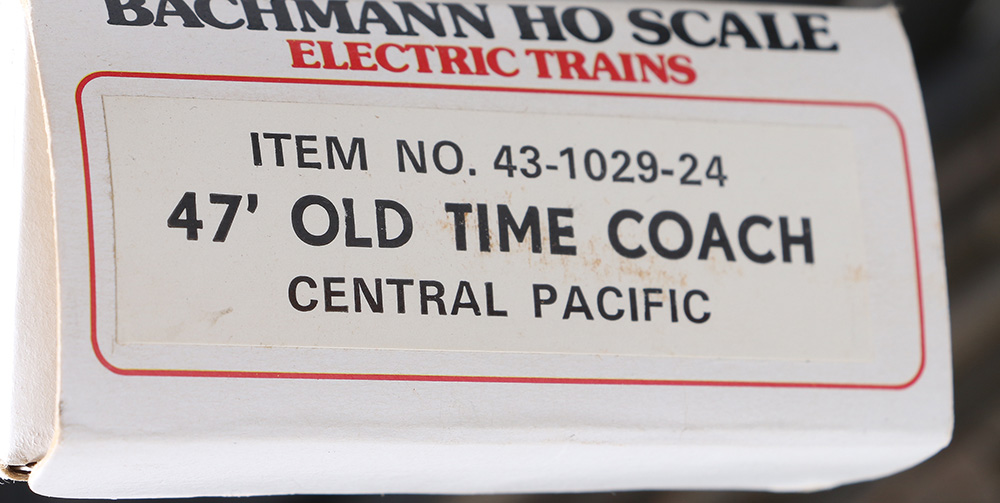 BACHMANN HO SCALE
ELECTRIC TRAINS
ITEM NO. 43-1029-24
47' OLD TIME COACH
CENTRAL PACIFIC